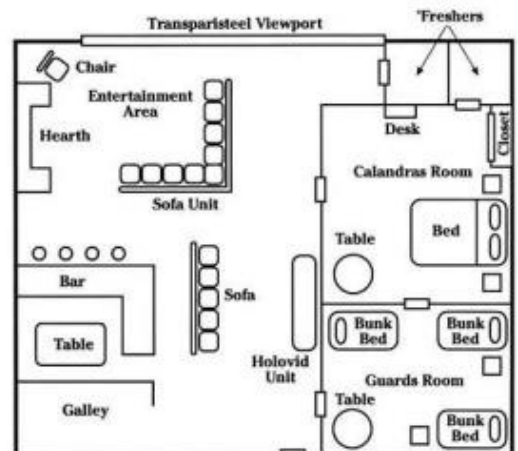 Transparisteel Viewport
'Freshers
Chair
Entertainment
Area
Hearth
Desk
Closet
Calandras Room
Sofa Unit
Table
Bed
Bar
Sofa
Bunk
Bed
Bunk
Bed
Table
Holovid
Unit
Guards Room
Table
Galley
Bunk
Bed